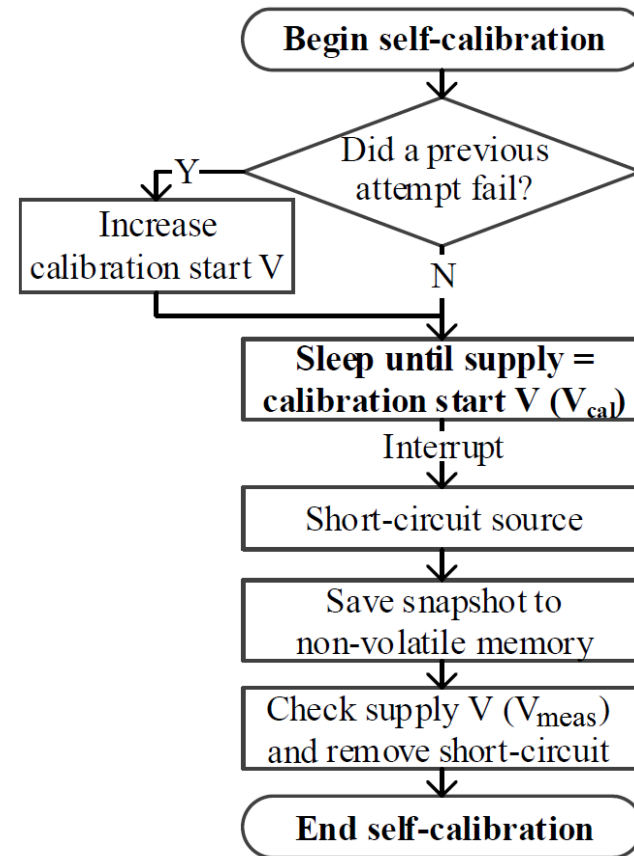 Begin self-calibration
Did a previous
attempt fail?
Y
Increase
calibration start V
N
Sleep until supply =
calibration start V (Vcal)
Interrupt
Short-circuit source
Save snapshot to
non-volatile memory
Check supply V (Vmeas)
and remove short-circuit
End self-calibration